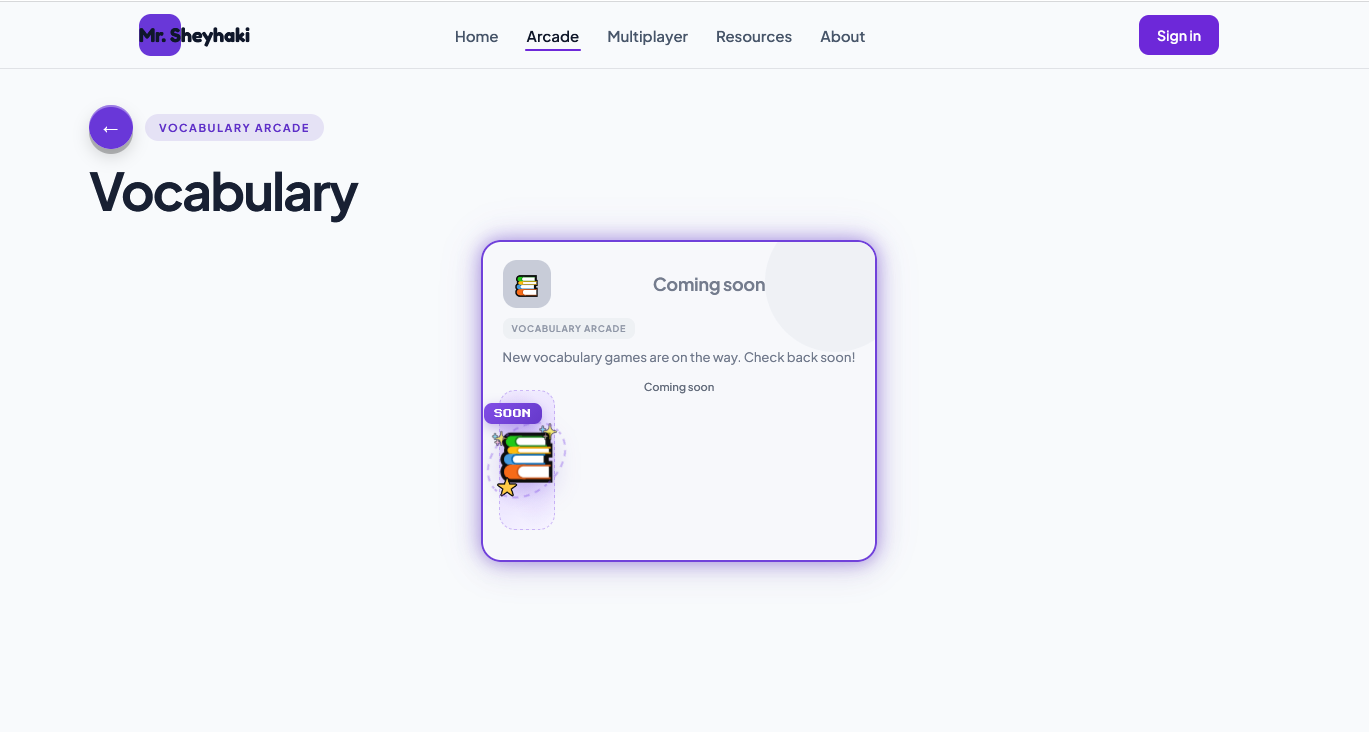 Mr. Sheyhaki
Home
Arcade
Multiplayer
Resources
About
Sign in
←
VOCABULARY ARCADE
Vocabulary
Coming soon
VOCABULARY ARCADE
New vocabulary games are on the way. Check back soon!
Coming soon
SOON